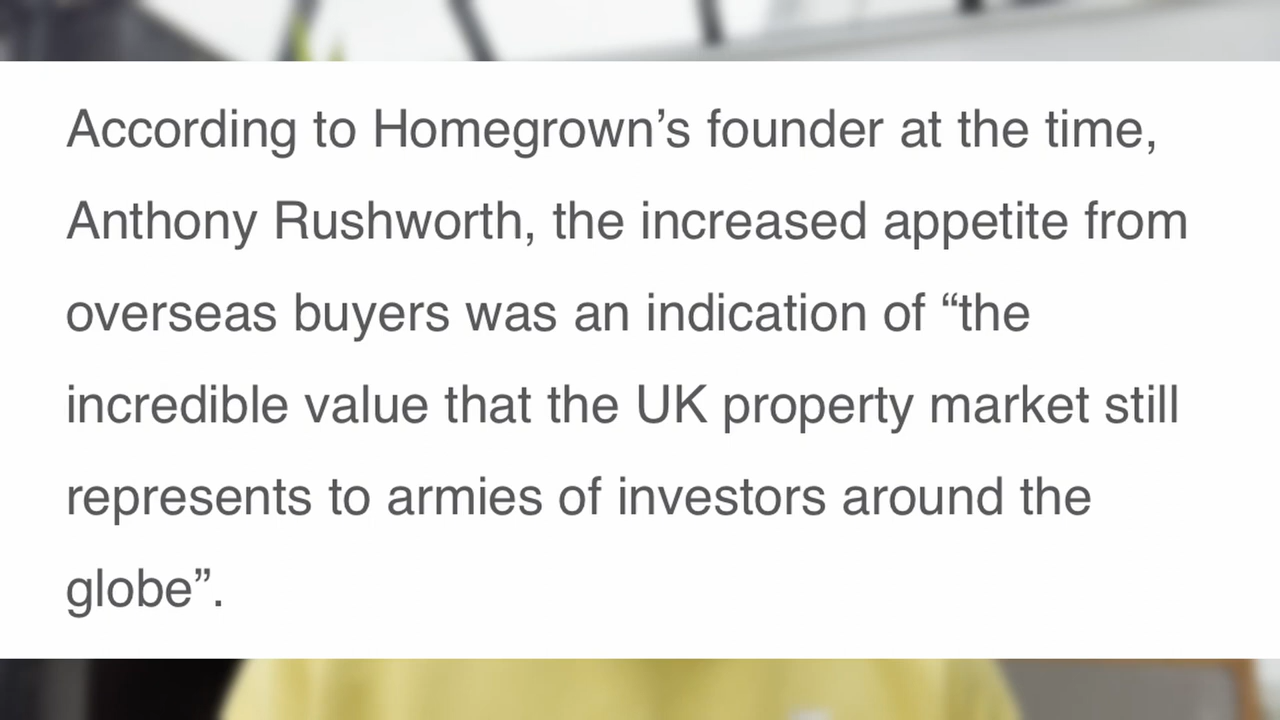 According to Homegrown’s founder at the time,
Anthony Rushworth, the increased appetite from
overseas buyers was an indication of “the
incredible value that the UK property market still
represents to armies of investors around the
globe”.